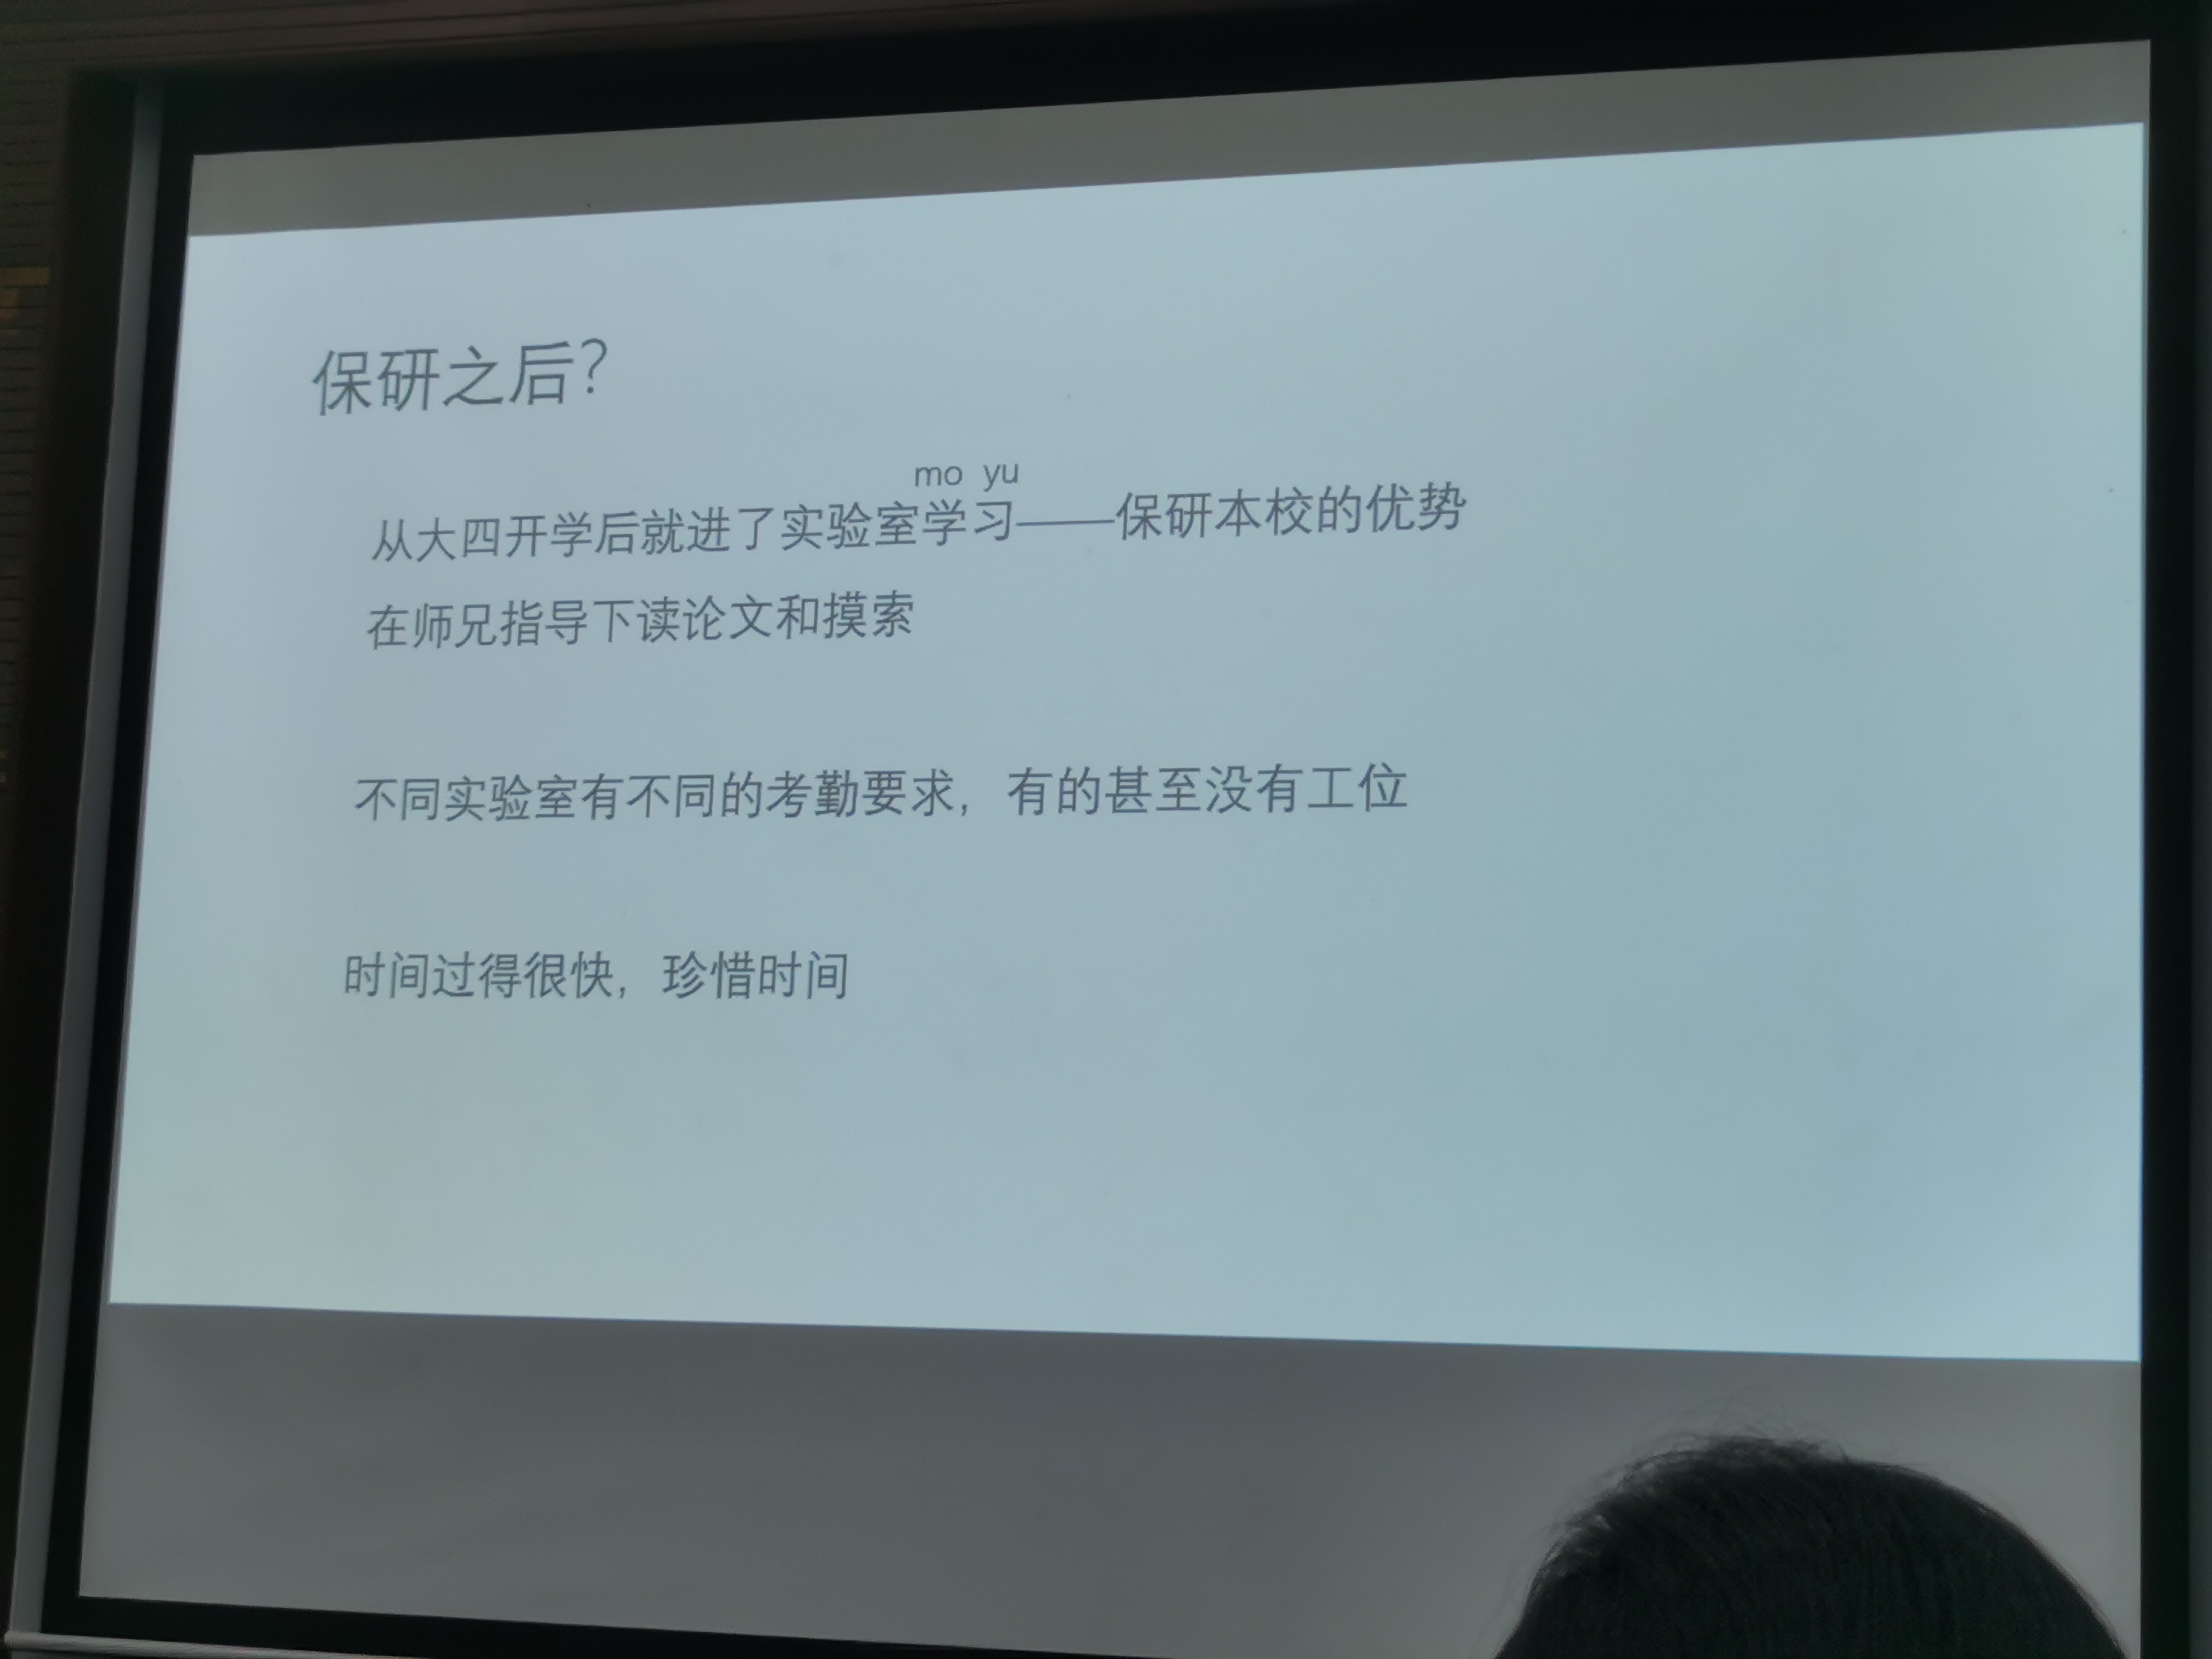 保研之后?
mo yu
从大四开学后就进了实验室学习——保研本校的优势
在师兄指导下读论文和摸索
不同实验室有不同的考勤要求，有的甚至没有工位
时间过得很快，珍惜时间